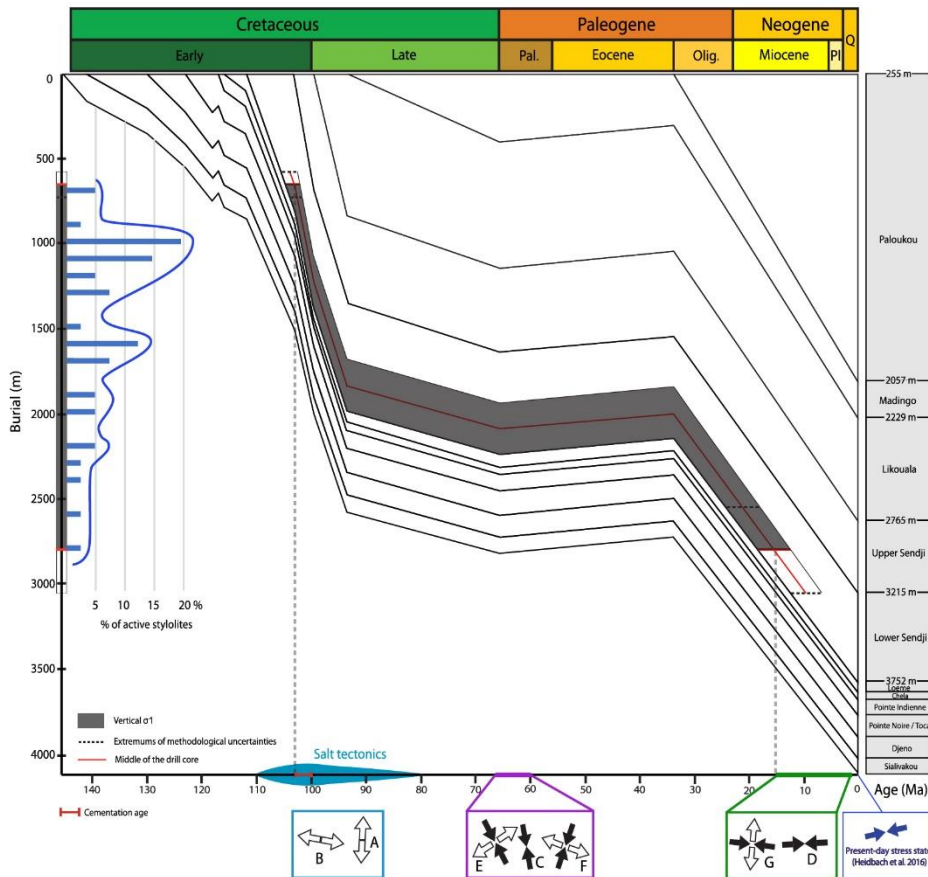 Cretaceous Paleogene Neogene Q
Early Late Pal. Eocene Olig. Miocene Pl
0
500
1000
1500
2000
2500
3000
3500
4000
Burial (m)
5 10 15 20 %
% of active stylolites
Vertical σ1
Extremums of methodological uncertainties
Middle of the drill core
Salt tectonics
140 130 120 110 100 90 80 70 60 50 40 30 20 10 0 Age (Ma)
Cementation age
255 m
Paloukou
2057 m
Madingo
2229 m
Likouala
2765 m
Upper Sendji
3215 m
Lower Sendji
3752 m
Loeme
Chela
Pointe Indienne
Pointe Noire / Toca
Djeno
Sialivakou
B A
E C F
G D
Present-day stress state
(Heidbach et al. 2016)